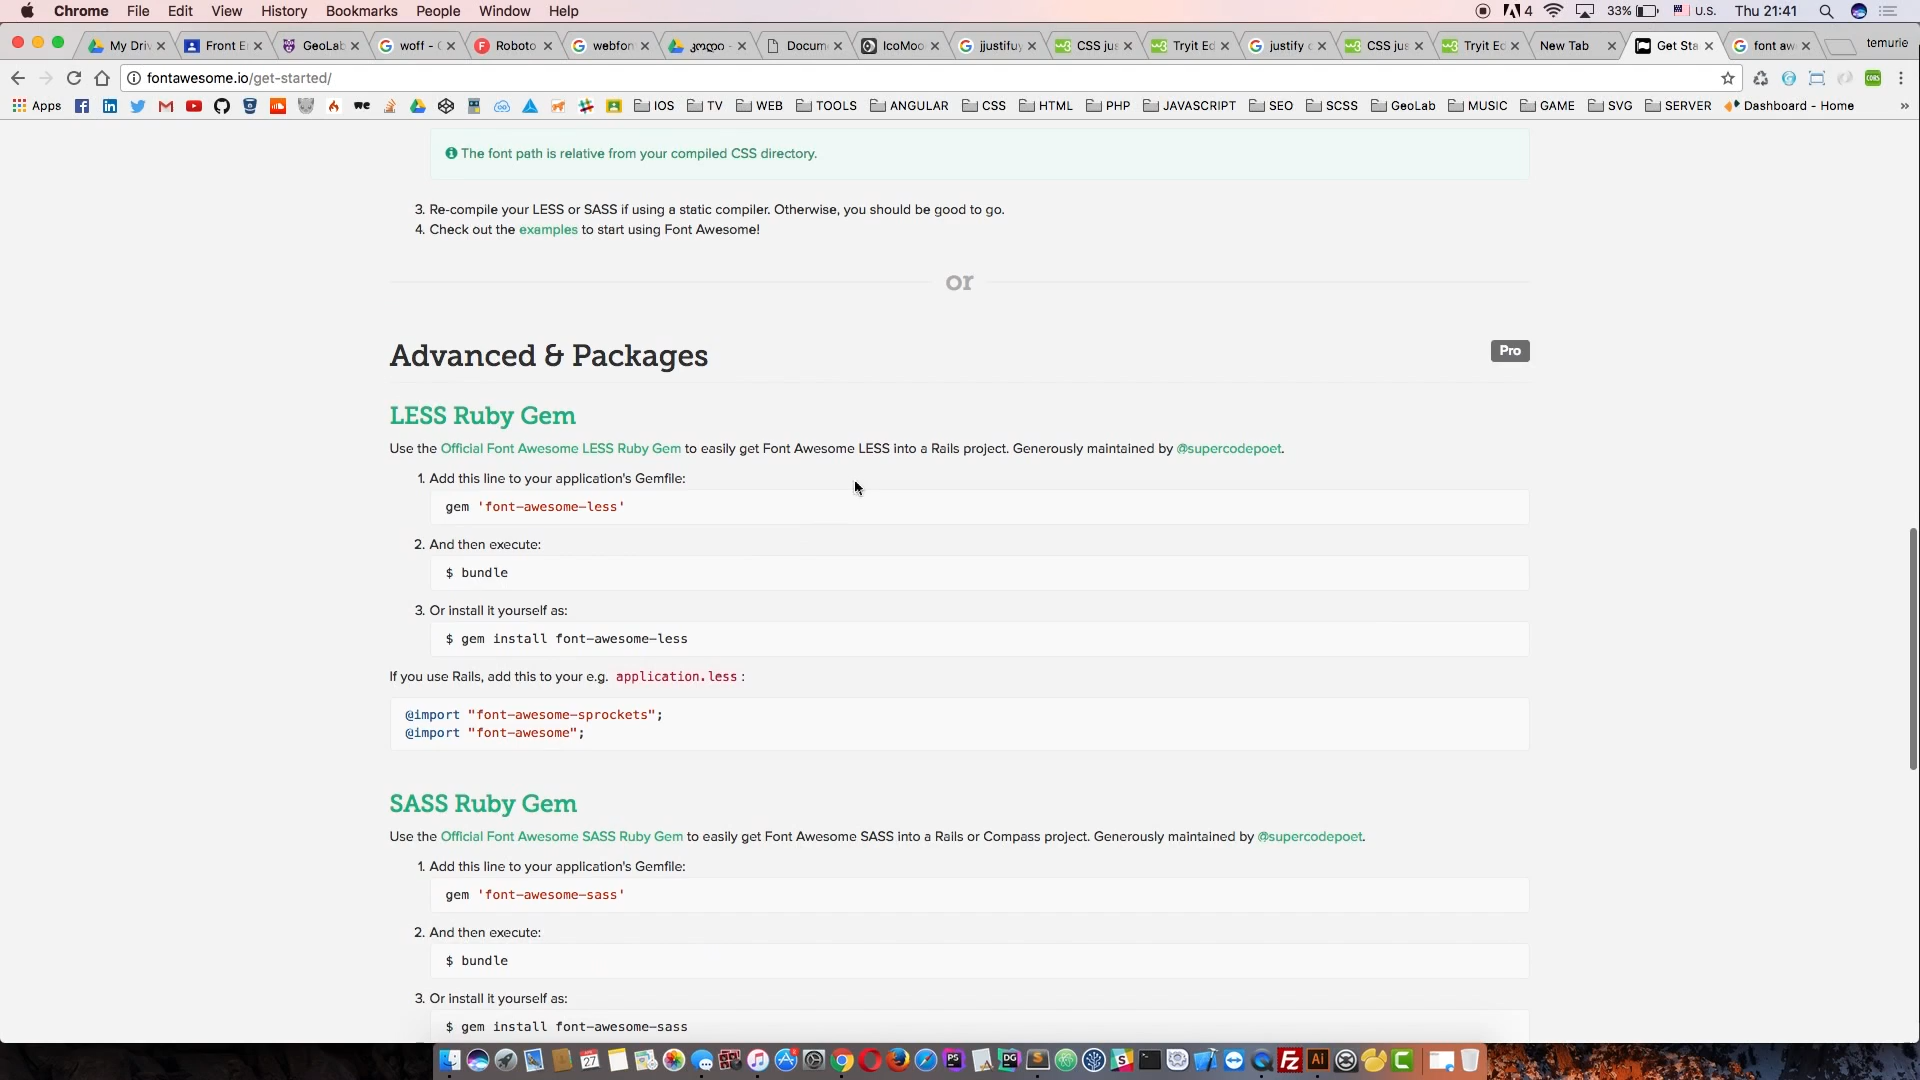 Chrome File Edit View History Bookmarks People Window Help 4 33% U.S. Thu 21:41
My Driv Front E GeoLab woff - G Roboto webfon კოდი - Docum IcoMoo jjustifuy CSS jus Tryit Ed justify c CSS jus Tryit Ed New Tab Get Sta font aw temurie
fontawesome.io/get-started/
Apps we IOS TV WEB TOOLS ANGULAR CSS HTML PHP JAVASCRIPT SEO SCSS GeoLab MUSIC GAME SVG SERVER Dashboard - Home »
The font path is relative from your compiled CSS directory.
3. Re-compile your LESS or SASS if using a static compiler. Otherwise, you should be good to go.
4. Check out the examples to start using Font Awesome!
or
Advanced & Packages Pro
LESS Ruby Gem
Use the Official Font Awesome LESS Ruby Gem to easily get Font Awesome LESS into a Rails project. Generously maintained by @supercodepoet.
1. Add this line to your application's Gemfile:
gem 'font-awesome-less'
2. And then execute:
$ bundle
3. Or install it yourself as:
$ gem install font-awesome-less
If you use Rails, add this to your e.g. application.less :
@import "font-awesome-sprockets";
@import "font-awesome";
SASS Ruby Gem
Use the Official Font Awesome SASS Ruby Gem to easily get Font Awesome SASS into a Rails or Compass project. Generously maintained by @supercodepoet.
1. Add this line to your application's Gemfile:
gem 'font-awesome-sass'
2. And then execute:
$ bundle
3. Or install it yourself as:
$ gem install font-awesome-sass
27 PS DG S Fz Ai C